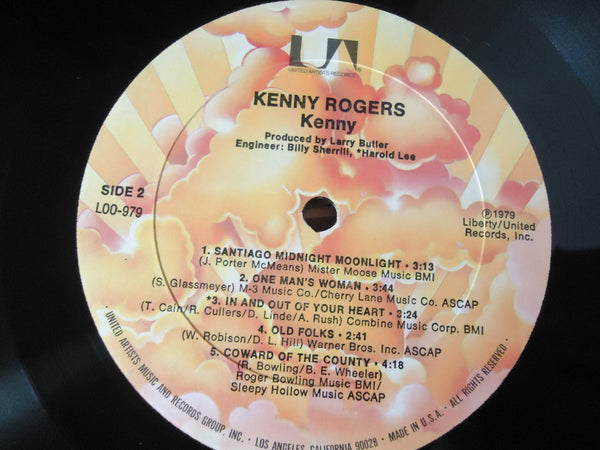 UA®
UNITED ARTISTS RECORDS
KENNY ROGERS
Kenny
Produced by Larry Butler
Engineer: Billy Sherrill, *Harold Lee
SIDE 2
LOO-979
℗1979
Liberty/United
Records, Inc.
1. SANTIAGO MIDNIGHT MOONLIGHT • 3:13
(J. Porter McMeans) Mister Moose Music BMI
2. ONE MAN'S WOMAN • 3:44
(S. Glassmeyer) M-3 Music Co./Cherry Lane Music Co. ASCAP
*3. IN AND OUT OF YOUR HEART • 3:24
(T. Cain/R. Cullers/D. Linde/A. Rush) Combine Music Corp. BMI
4. OLD FOLKS • 2:41
(W. Robison/D. L. Hill) Warner Bros. Inc. ASCAP
5. COWARD OF THE COUNTY • 4:18
(R. Bowling/B. E. Wheeler)
Roger Bowling Music BMI/
Sleepy Hollow Music ASCAP
UNITED ARTISTS MUSIC AND RECORDS GROUP, INC. • LOS ANGELES, CALIFORNIA 90028 • MADE IN U.S.A. • ALL RIGHTS RESERVED •